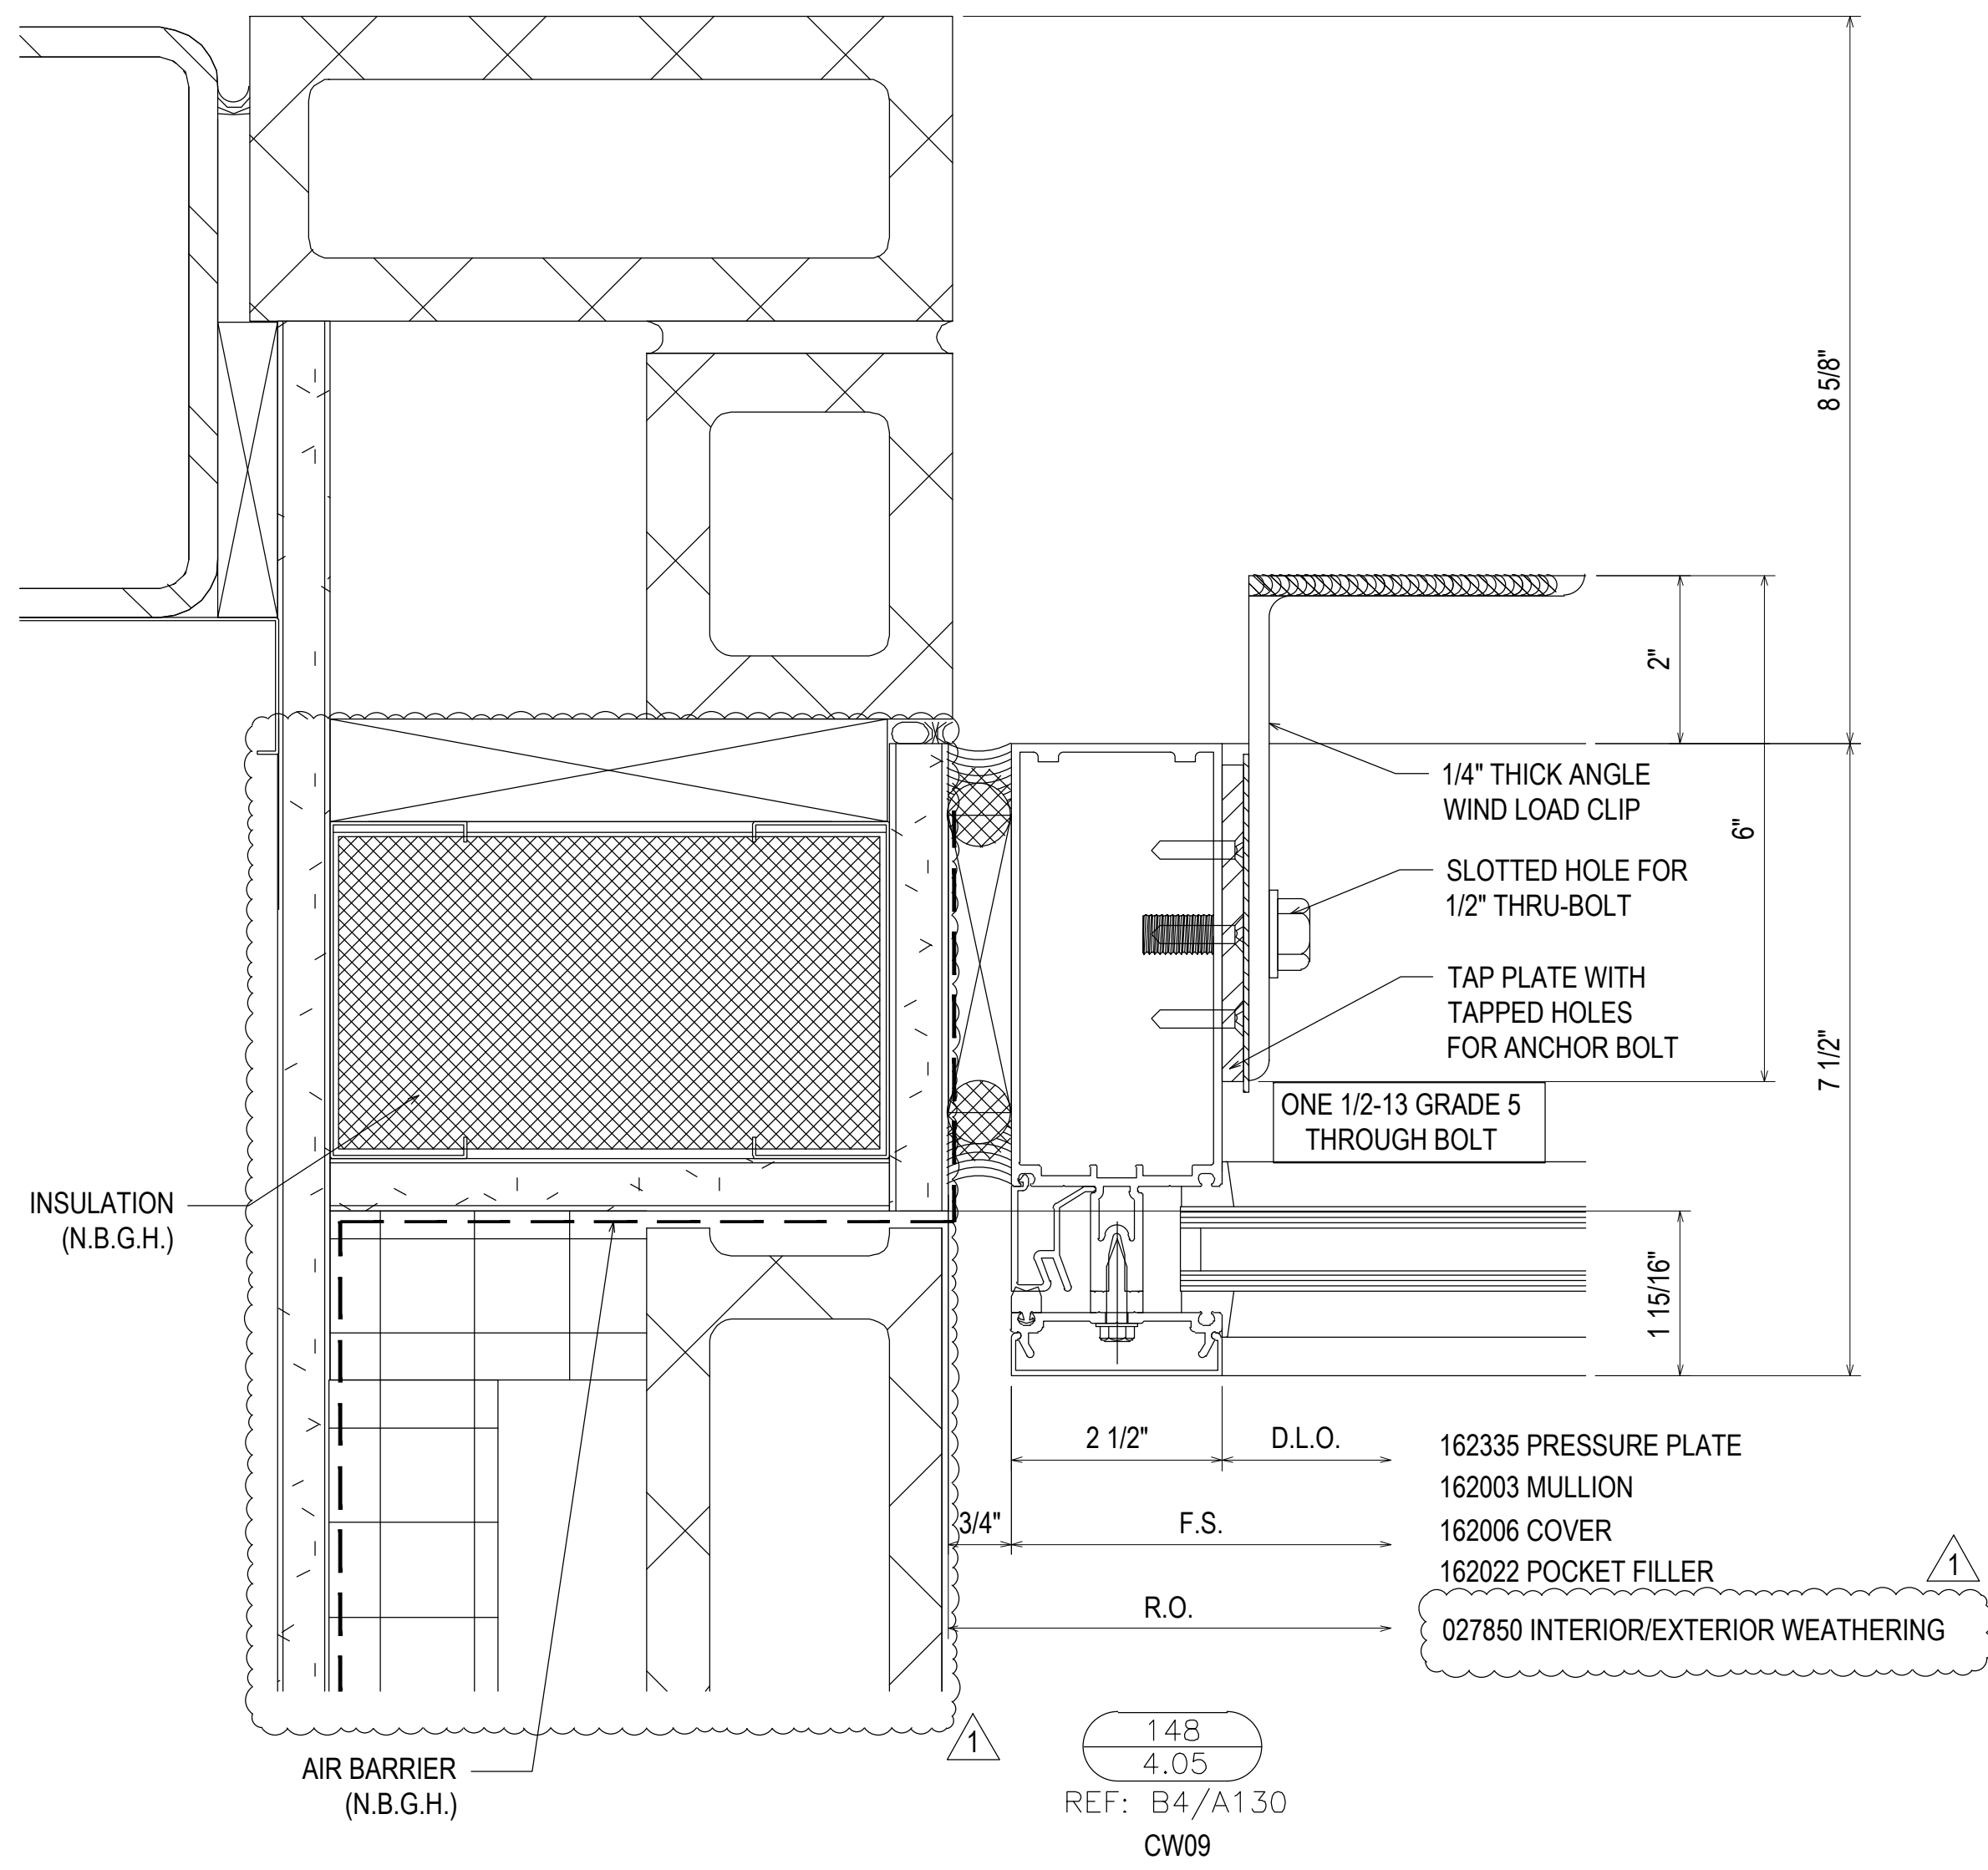 8 5/8"
2"
6"
1/4" THICK ANGLE
WIND LOAD CLIP
SLOTTED HOLE FOR
1/2" THRU-BOLT
TAP PLATE WITH
TAPPED HOLES
FOR ANCHOR BOLT
7 1/2"
ONE 1/2-13 GRADE 5
THROUGH BOLT
INSULATION
(N.B.G.H.)
1 15/16"
2 1/2"
D.L.O.
3/4"
F.S.
R.O.
162335 PRESSURE PLATE
162003 MULLION
162006 COVER
162022 POCKET FILLER
1
027850 INTERIOR/EXTERIOR WEATHERING
AIR BARRIER
(N.B.G.H.)
1
148
4.05
REF: B4/A130
CW09